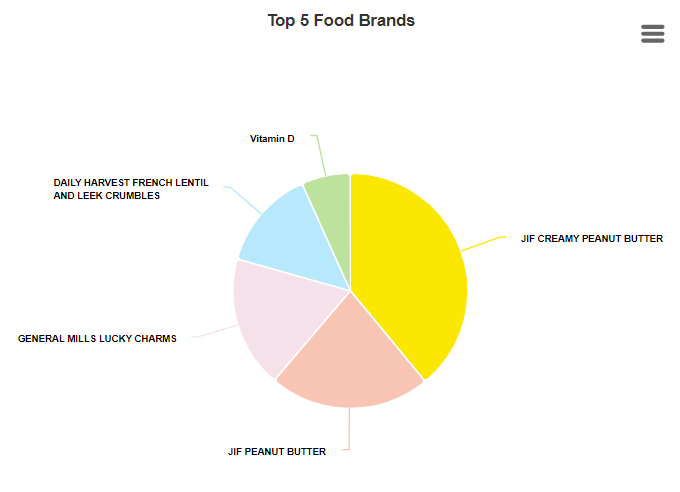 Top 5 Food Brands
Vitamin D
DAILY HARVEST FRENCH LENTIL
AND LEEK CRUMBLES
JIF CREAMY PEANUT BUTTER
GENERAL MILLS LUCKY CHARMS
JIF PEANUT BUTTER